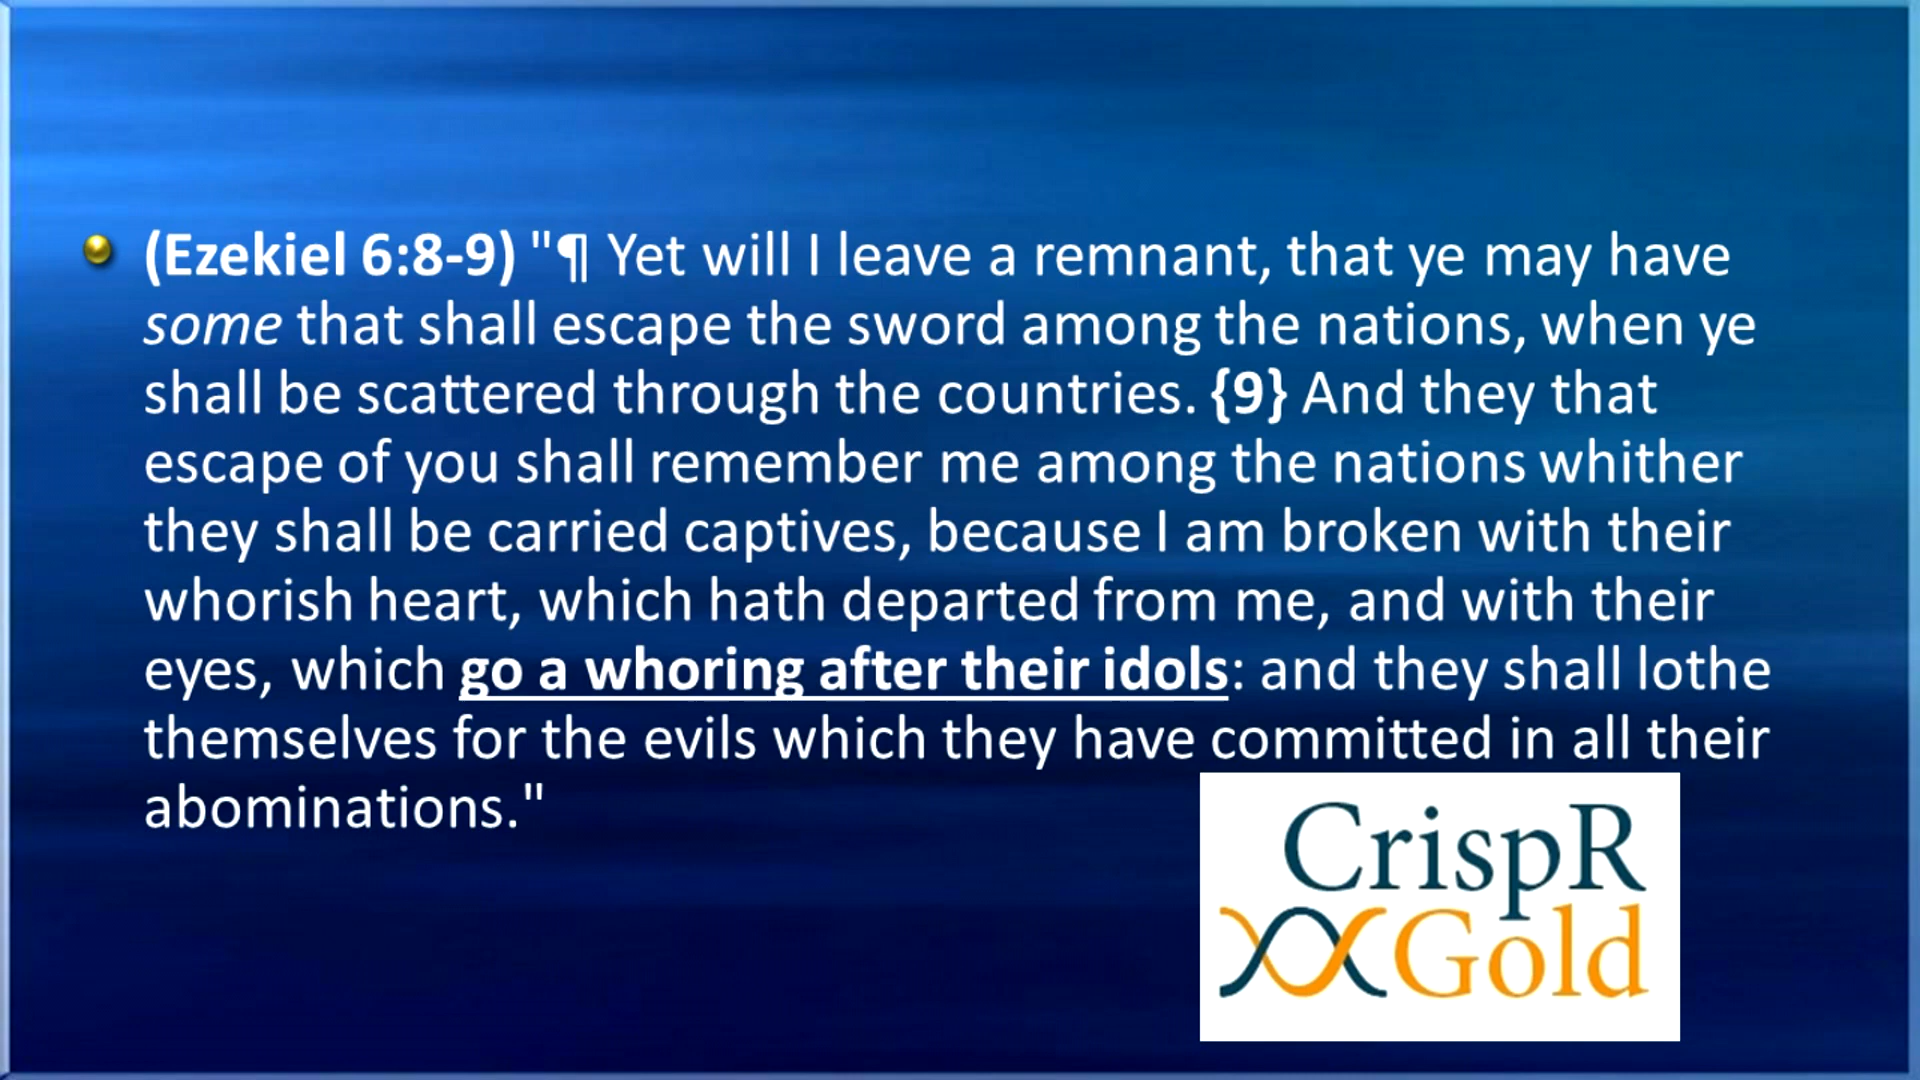 (Ezekiel 6:8-9) "¶ Yet will I leave a remnant, that ye may have
some that shall escape the sword among the nations, when ye
shall be scattered through the countries. {9} And they that
escape of you shall remember me among the nations whither
they shall be carried captives, because I am broken with their
whorish heart, which hath departed from me, and with their
eyes, which go a whoring after their idols: and they shall lothe
themselves for the evils which they have committed in all their
abominations."
CrispR
Gold